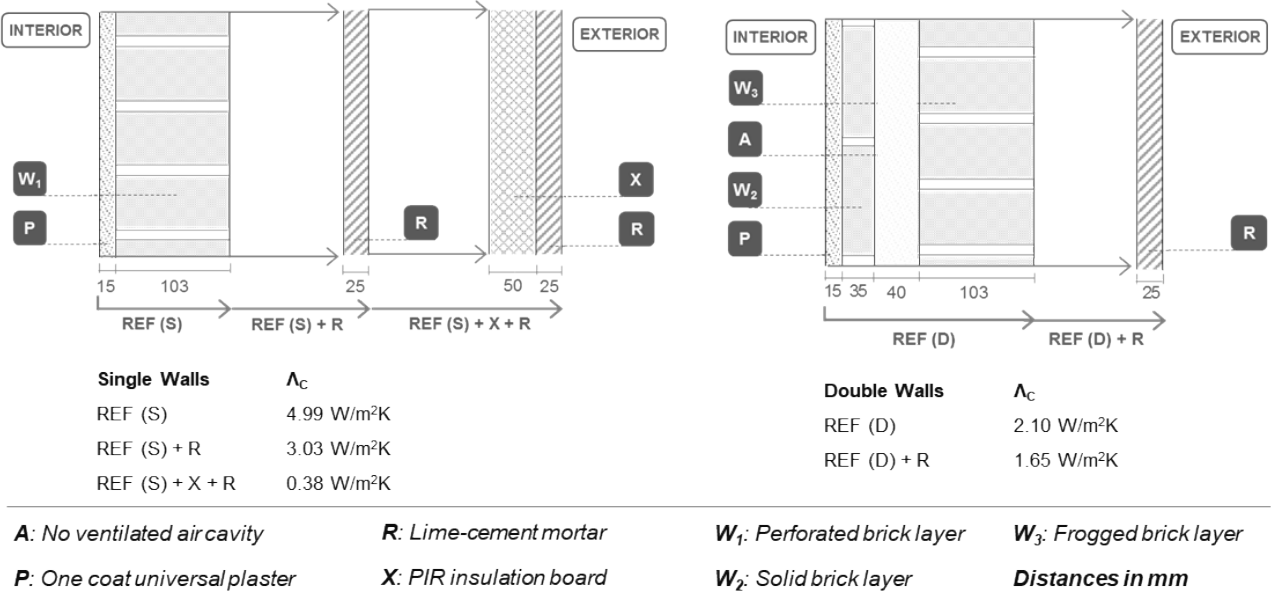 INTERIOR
EXTERIOR
W1
P
R
X
R
15 103 25 50 25
REF (S) REF (S) + R REF (S) + X + R
Single Walls ΛC
REF (S) 4.99 W/m²K
REF (S) + R 3.03 W/m²K
REF (S) + X + R 0.38 W/m²K
INTERIOR
EXTERIOR
W3
A
W2
P
R
15 35 40 103 25
REF (D) REF (D) + R
Double Walls ΛC
REF (D) 2.10 W/m²K
REF (D) + R 1.65 W/m²K
A: No ventilated air cavity R: Lime-cement mortar W1: Perforated brick layer W3: Frogged brick layer
P: One coat universal plaster X: PIR insulation board W2: Solid brick layer Distances in mm